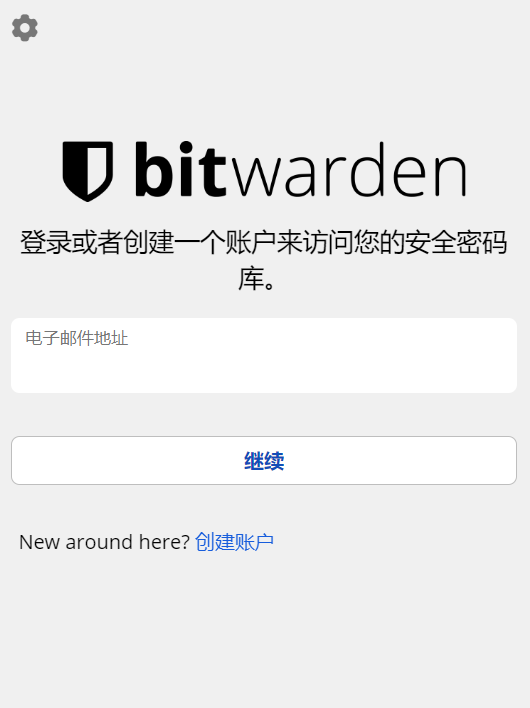 bitwarden
登录或者创建一个账户来访问您的安全密码
库。
电子邮件地址
继续
New around here? 创建账户